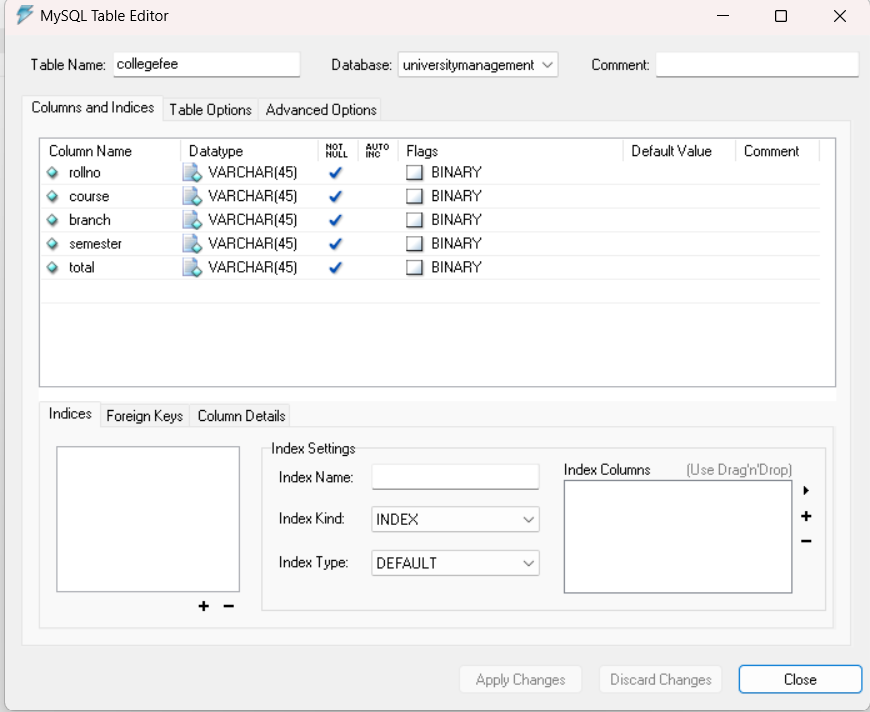 MySQL Table Editor
Table Name: collegefee Database: universitymanagement Comment:
Columns and Indices Table Options Advanced Options
Column Name Datatype NOT NULL AUTO INC Flags Default Value Comment
rollno VARCHAR(45) BINARY
course VARCHAR(45) BINARY
branch VARCHAR(45) BINARY
semester VARCHAR(45) BINARY
total VARCHAR(45) BINARY
Indices Foreign Keys Column Details
Index Settings
Index Name:
Index Columns (Use Drag'n'Drop)
Index Kind: INDEX
Index Type: DEFAULT
Apply Changes Discard Changes Close